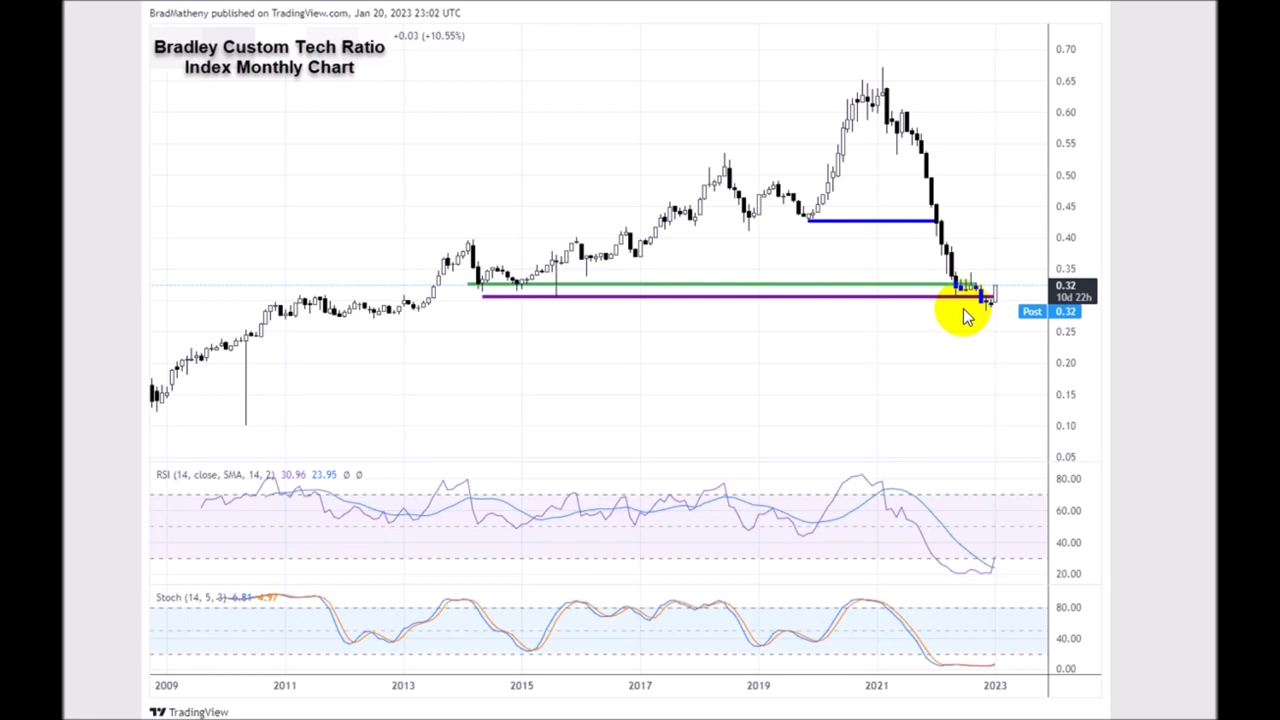 BradMatheny published on TradingView.com, Jan 20, 2023 23:02 UTC
+0.03 (+10.55%)
Bradley Custom Tech Ratio
Index Monthly Chart
0.70
0.65
0.60
0.55
0.50
0.45
0.40
0.35
0.32
10d 22h
Post 0.32
0.25
0.20
0.15
0.10
0.05
RSI (14, close, SMA, 14, 2) 30.96 23.95 Ø Ø
80.00
60.00
40.00
20.00
Stoch (14, 5, 3) 6.81 4.97
80.00
40.00
0.00
2009 2011 2013 2015 2017 2019 2021 2023
TradingView